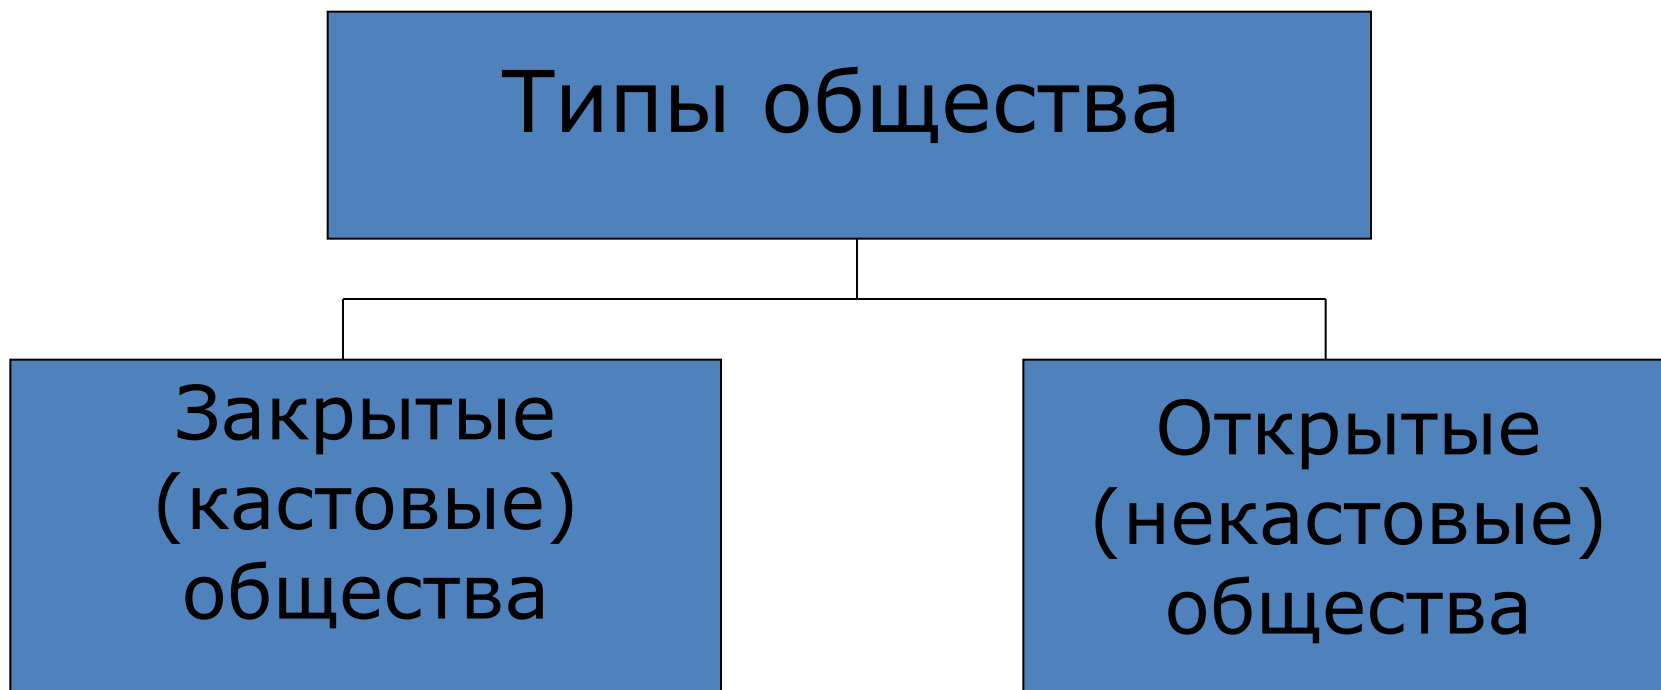 Типы общества
Закрытые
(кастовые)
общества
Открытые
(некастовые)
общества